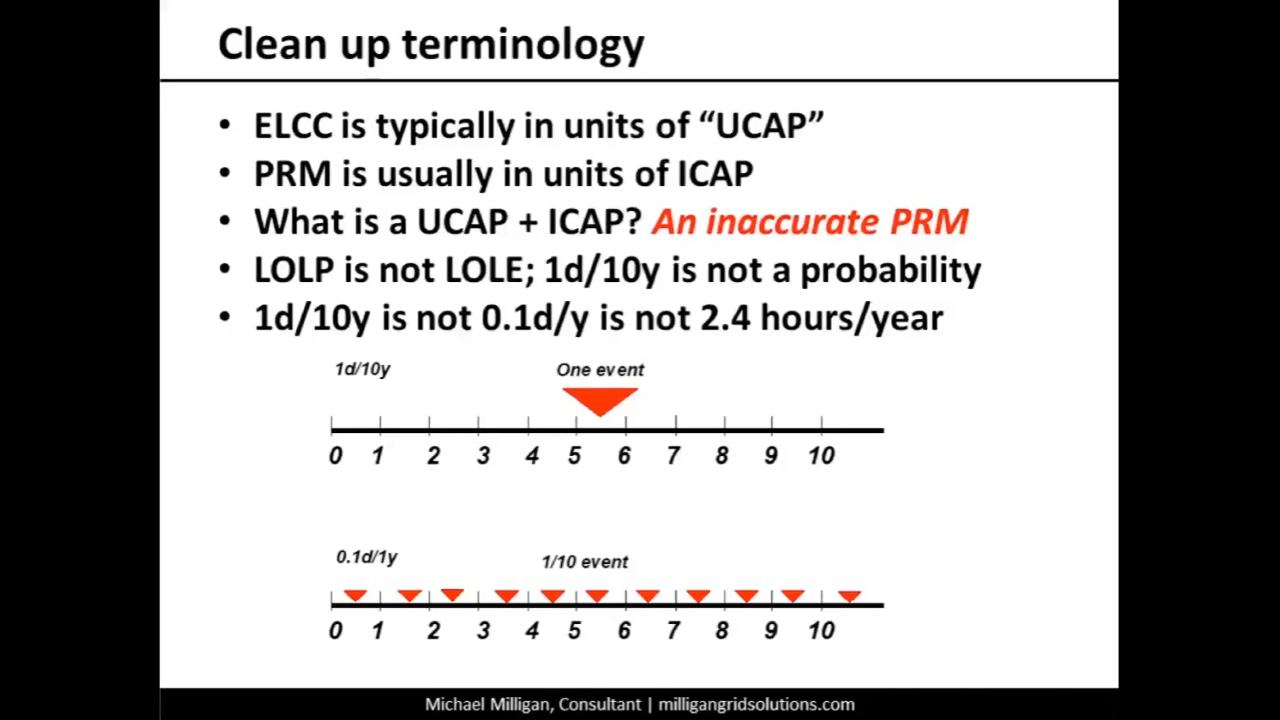 Clean up terminology
• ELCC is typically in units of “UCAP”
• PRM is usually in units of ICAP
• What is a UCAP + ICAP? An inaccurate PRM
• LOLP is not LOLE; 1d/10y is not a probability
• 1d/10y is not 0.1d/y is not 2.4 hours/year
1d/10y One event
0 1 2 3 4 5 6 7 8 9 10
0.1d/1y 1/10 event
0 1 2 3 4 5 6 7 8 9 10
Michael Milligan, Consultant | milligangridsolutions.com